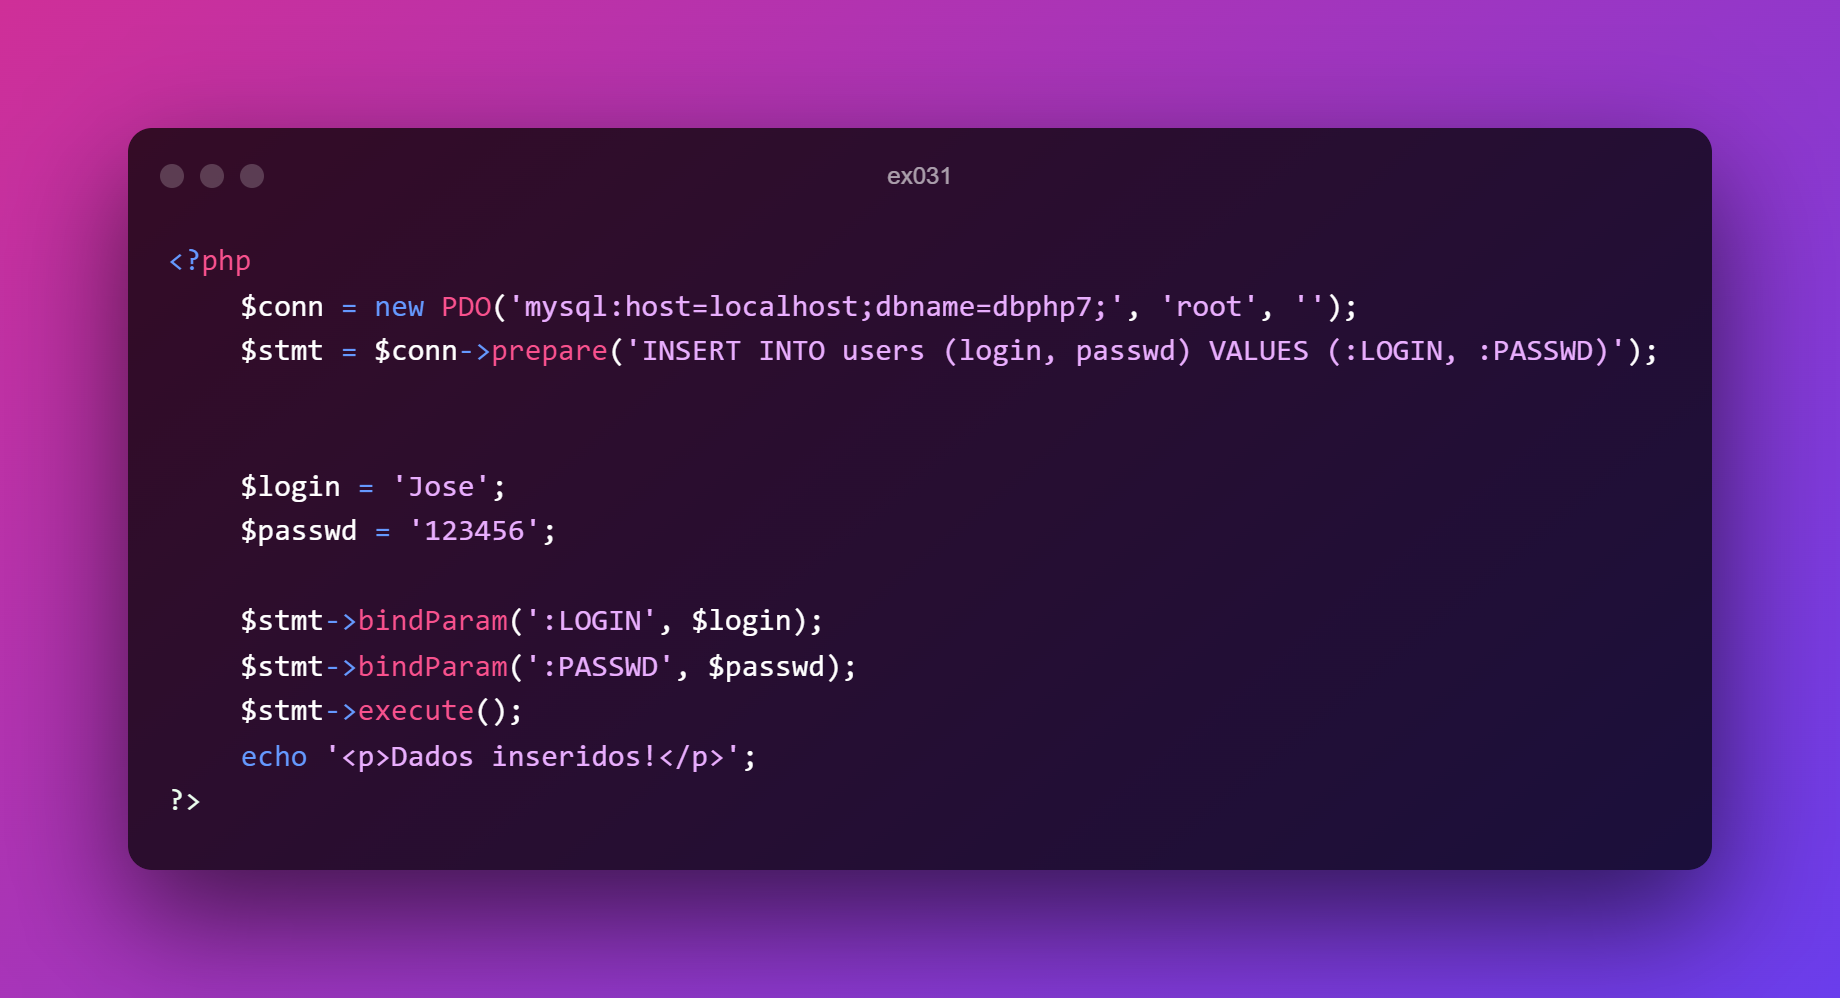 ex031
<?php
$conn = new PDO('mysql:host=localhost;dbname=dbphp7;', 'root', '');
$stmt = $conn->prepare('INSERT INTO users (login, passwd) VALUES (:LOGIN, :PASSWD)');
$login = 'Jose';
$passwd = '123456';
$stmt->bindParam(':LOGIN', $login);
$stmt->bindParam(':PASSWD', $passwd);
$stmt->execute();
echo '<p>Dados inseridos!</p>';
?>